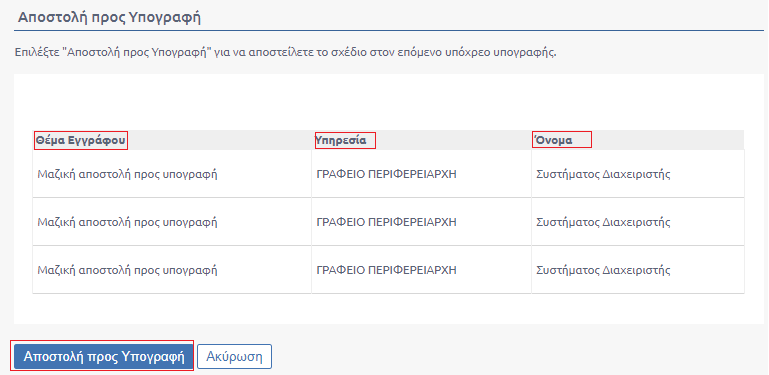 Αποστολή προς Υπογραφή
Επιλέξτε "Αποστολή προς Υπογραφή" για να αποστείλετε το σχέδιο στον επόμενο υπόχρεο υπογραφής.
Θέμα Εγγράφου Υπηρεσία Όνομα
Μαζική αποστολή προς υπογραφή ΓΡΑΦΕΙΟ ΠΕΡΙΦΕΡΕΙΑΡΧΗ Συστήματος Διαχειριστής
Μαζική αποστολή προς υπογραφή ΓΡΑΦΕΙΟ ΠΕΡΙΦΕΡΕΙΑΡΧΗ Συστήματος Διαχειριστής
Μαζική αποστολή προς υπογραφή ΓΡΑΦΕΙΟ ΠΕΡΙΦΕΡΕΙΑΡΧΗ Συστήματος Διαχειριστής
Αποστολή προς Υπογραφή Ακύρωση